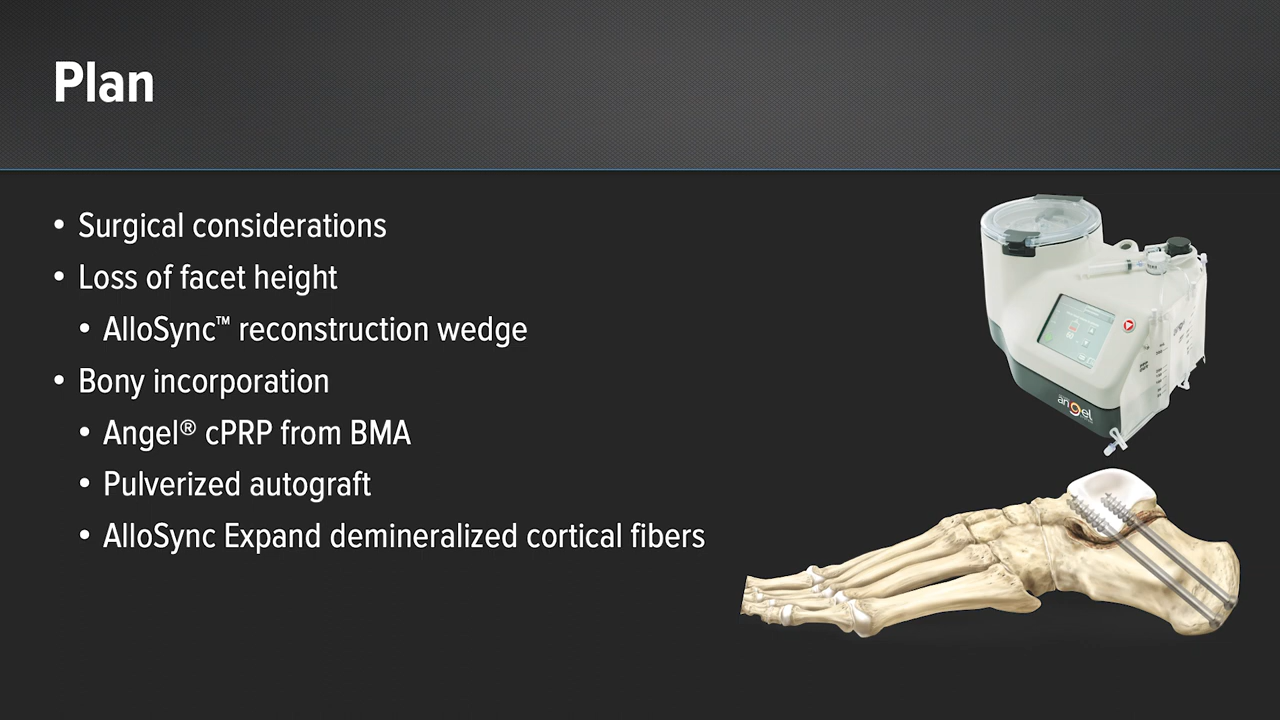 Plan
• Surgical considerations
• Loss of facet height
• AlloSync™ reconstruction wedge
• Bony incorporation
• Angel® cPRP from BMA
• Pulverized autograft
• AlloSync Expand demineralized cortical fibers
angel